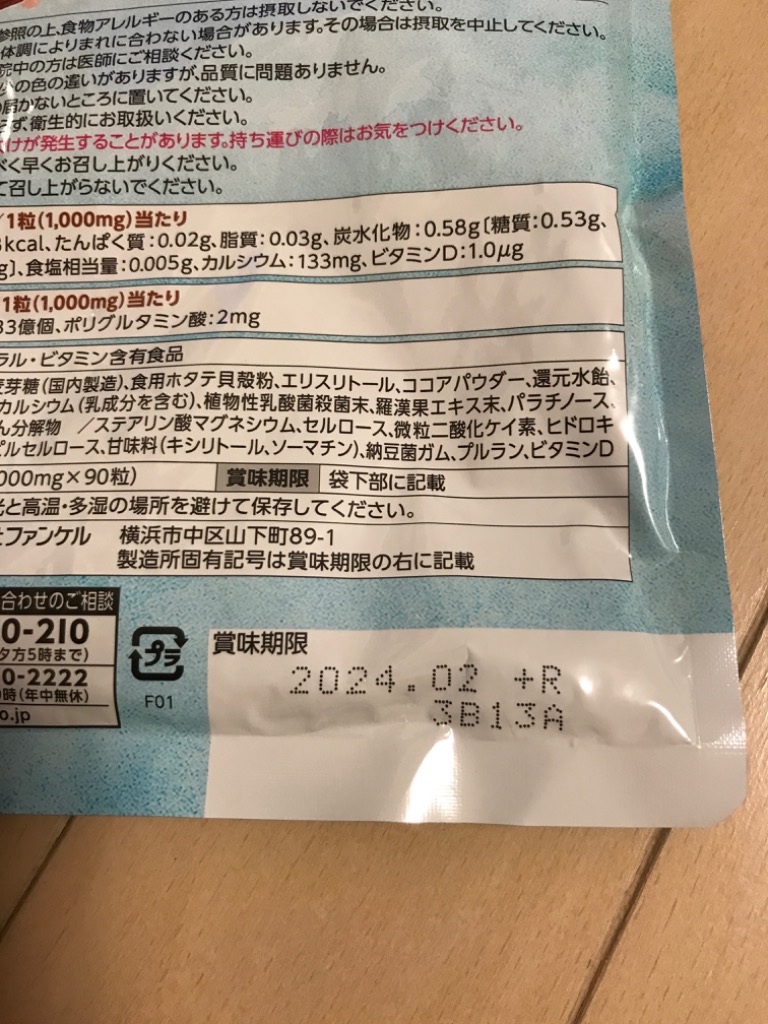 参照の上、食物アレルギーのある方は摂取しないでください。
体調によりまれに合わない場合があります。その場合は摂取を中止してください。
院中の方は医師にご相談ください。
の色の違いがありますが、品質に問題ありません。
届かないところに置いてください。
ず、衛生的にお取扱いください。
けが発生することがあります。持ち運びの際はお気をつけください。
べく早くお召し上がりください。
て召し上がらないでください。
/1粒(1,000mg)当たり
kcal、たんぱく質:0.02g、脂質:0.03g、炭水化物:0.58g〔糖質:0.53g、
g〕、食塩相当量:0.005g、カルシウム:133mg、ビタミンD:1.0μg
1粒(1,000mg)当たり
33億個、ポリグルタミン酸:2mg
ラル・ビタミン含有食品
麦芽糖(国内製造)、食用ホタテ貝殻粉、エリスリトール、ココアパウダー、還元水飴、
カルシウム(乳成分を含む)、植物性乳酸菌殺菌末、羅漢果エキス末、パラチノース、
ん分解物 /ステアリン酸マグネシウム、セルロース、微粒二酸化ケイ素、ヒドロキ
ピルセルロース、甘味料(キシリトール、ソーマチン)、納豆菌ガム、プルラン、ビタミンD
000mg×90粒) 賞味期限 袋下部に記載
光と高温・多湿の場所を避けて保存してください。
ファンケル 横浜市中区山下町89-1
製造所固有記号は賞味期限の右に記載
合わせのご相談
0-210
夕方5時まで)
0-2222
時(年中無休)
o.jp
プラ
F01
賞味期限
2024.02 +R
3B13A